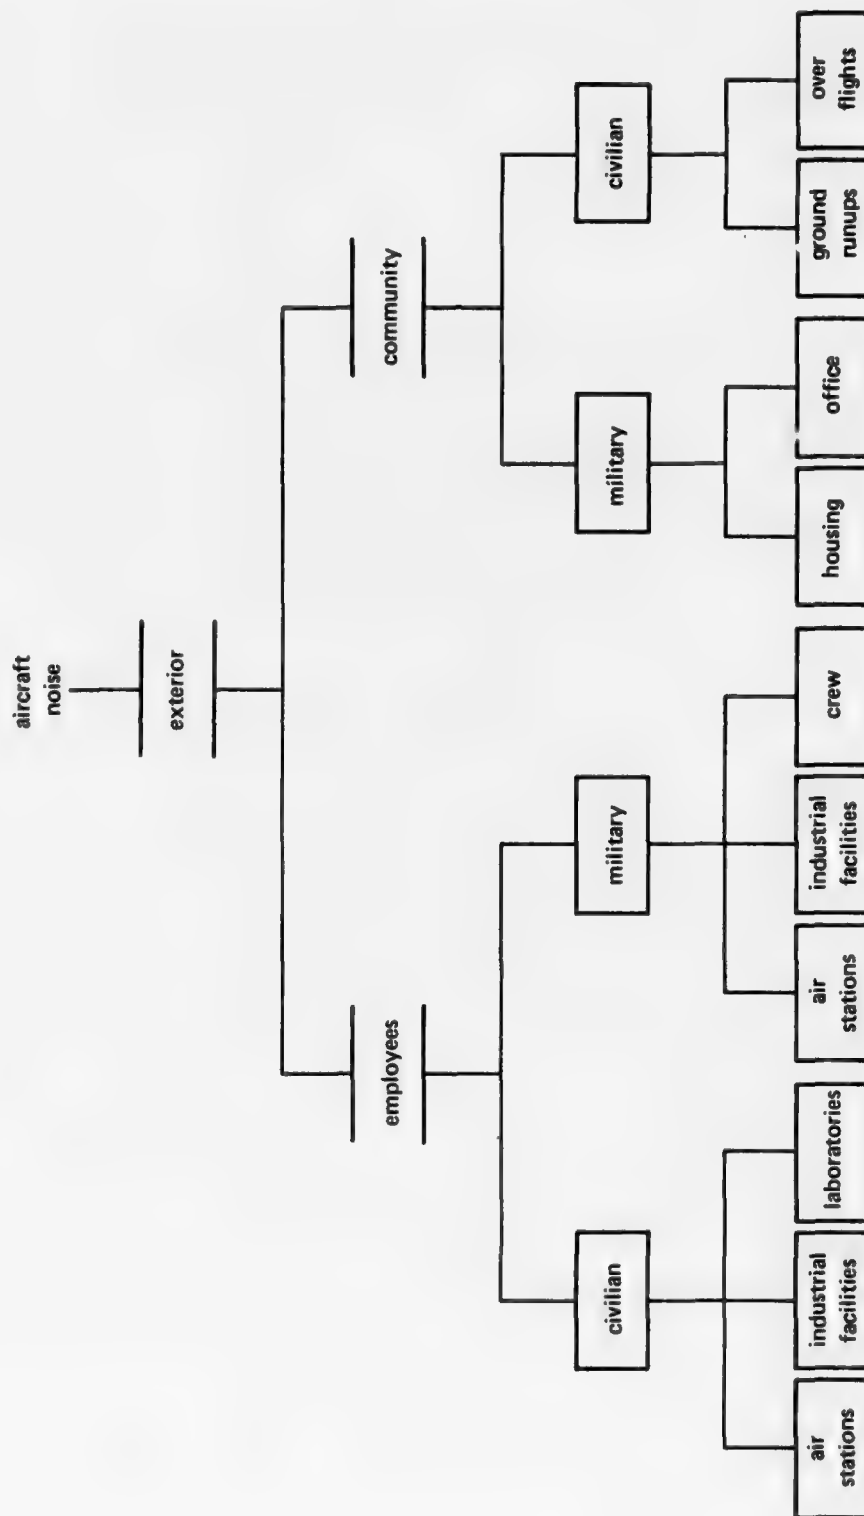 aircraft
noise
exterior
employees
community
civilian
military
military
civilian
air
stations
industrial
facilities
laboratories
air
stations
industrial
facilities
crew
housing
office
ground
runups
over
flights